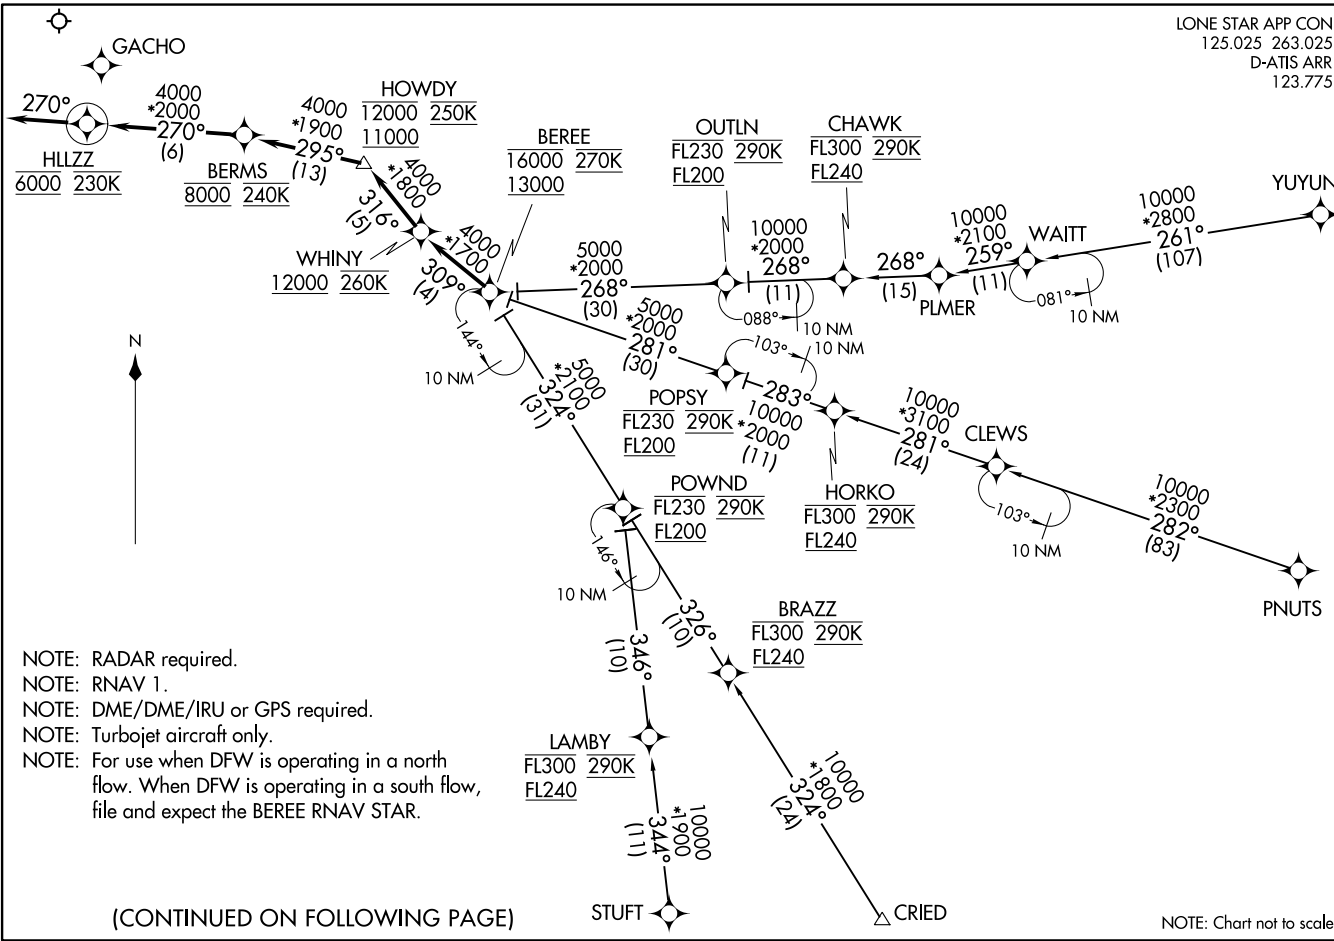 LONE STAR APP CON
125.025 263.025
D-ATIS ARR
123.775
GACHO
270°
HLLZZ
6000 230K
4000
*2000
270°
(6)
BERMS
8000 240K
4000
*1900
295°
(13)
HOWDY
12000 250K
11000
4000
*1800
316°
(5)
WHINY
12000 260K
4000
*1700
309°
(4)
BEREE
16000 270K
13000
144°
10 NM
5000
*2000
268°
(30)
OUTLN
FL230 290K
FL200
088°
10 NM
10000
*2000
268°
(11)
CHAWK
FL300 290K
FL240
268°
(15)
PLMER
10000
*2100
259°
(11)
WAITT
081°
10 NM
10000
*2800
261°
(107)
YUYUN
5000
*2000
281°
(30)
103°
10 NM
POPSY
FL230 290K
FL200
283°
10000
*2000
(11)
HORKO
FL300 290K
FL240
10000
*3100
281°
(24)
CLEWS
103°
10 NM
10000
*2300
282°
(83)
PNUTS
5000
*2100
324°
(31)
POWND
FL230 290K
FL200
146°
10 NM
326°
(10)
BRAZZ
FL300 290K
FL240
346°
(10)
LAMBY
FL300 290K
FL240
10000
*1900
344°
(11)
STUFT
10000
*1800
324°
(24)
CRIED
N
NOTE: RADAR required.
NOTE: RNAV 1.
NOTE: DME/DME/IRU or GPS required.
NOTE: Turbojet aircraft only.
NOTE: For use when DFW is operating in a north
flow. When DFW is operating in a south flow,
file and expect the BEREE RNAV STAR.
(CONTINUED ON FOLLOWING PAGE)
NOTE: Chart not to scale